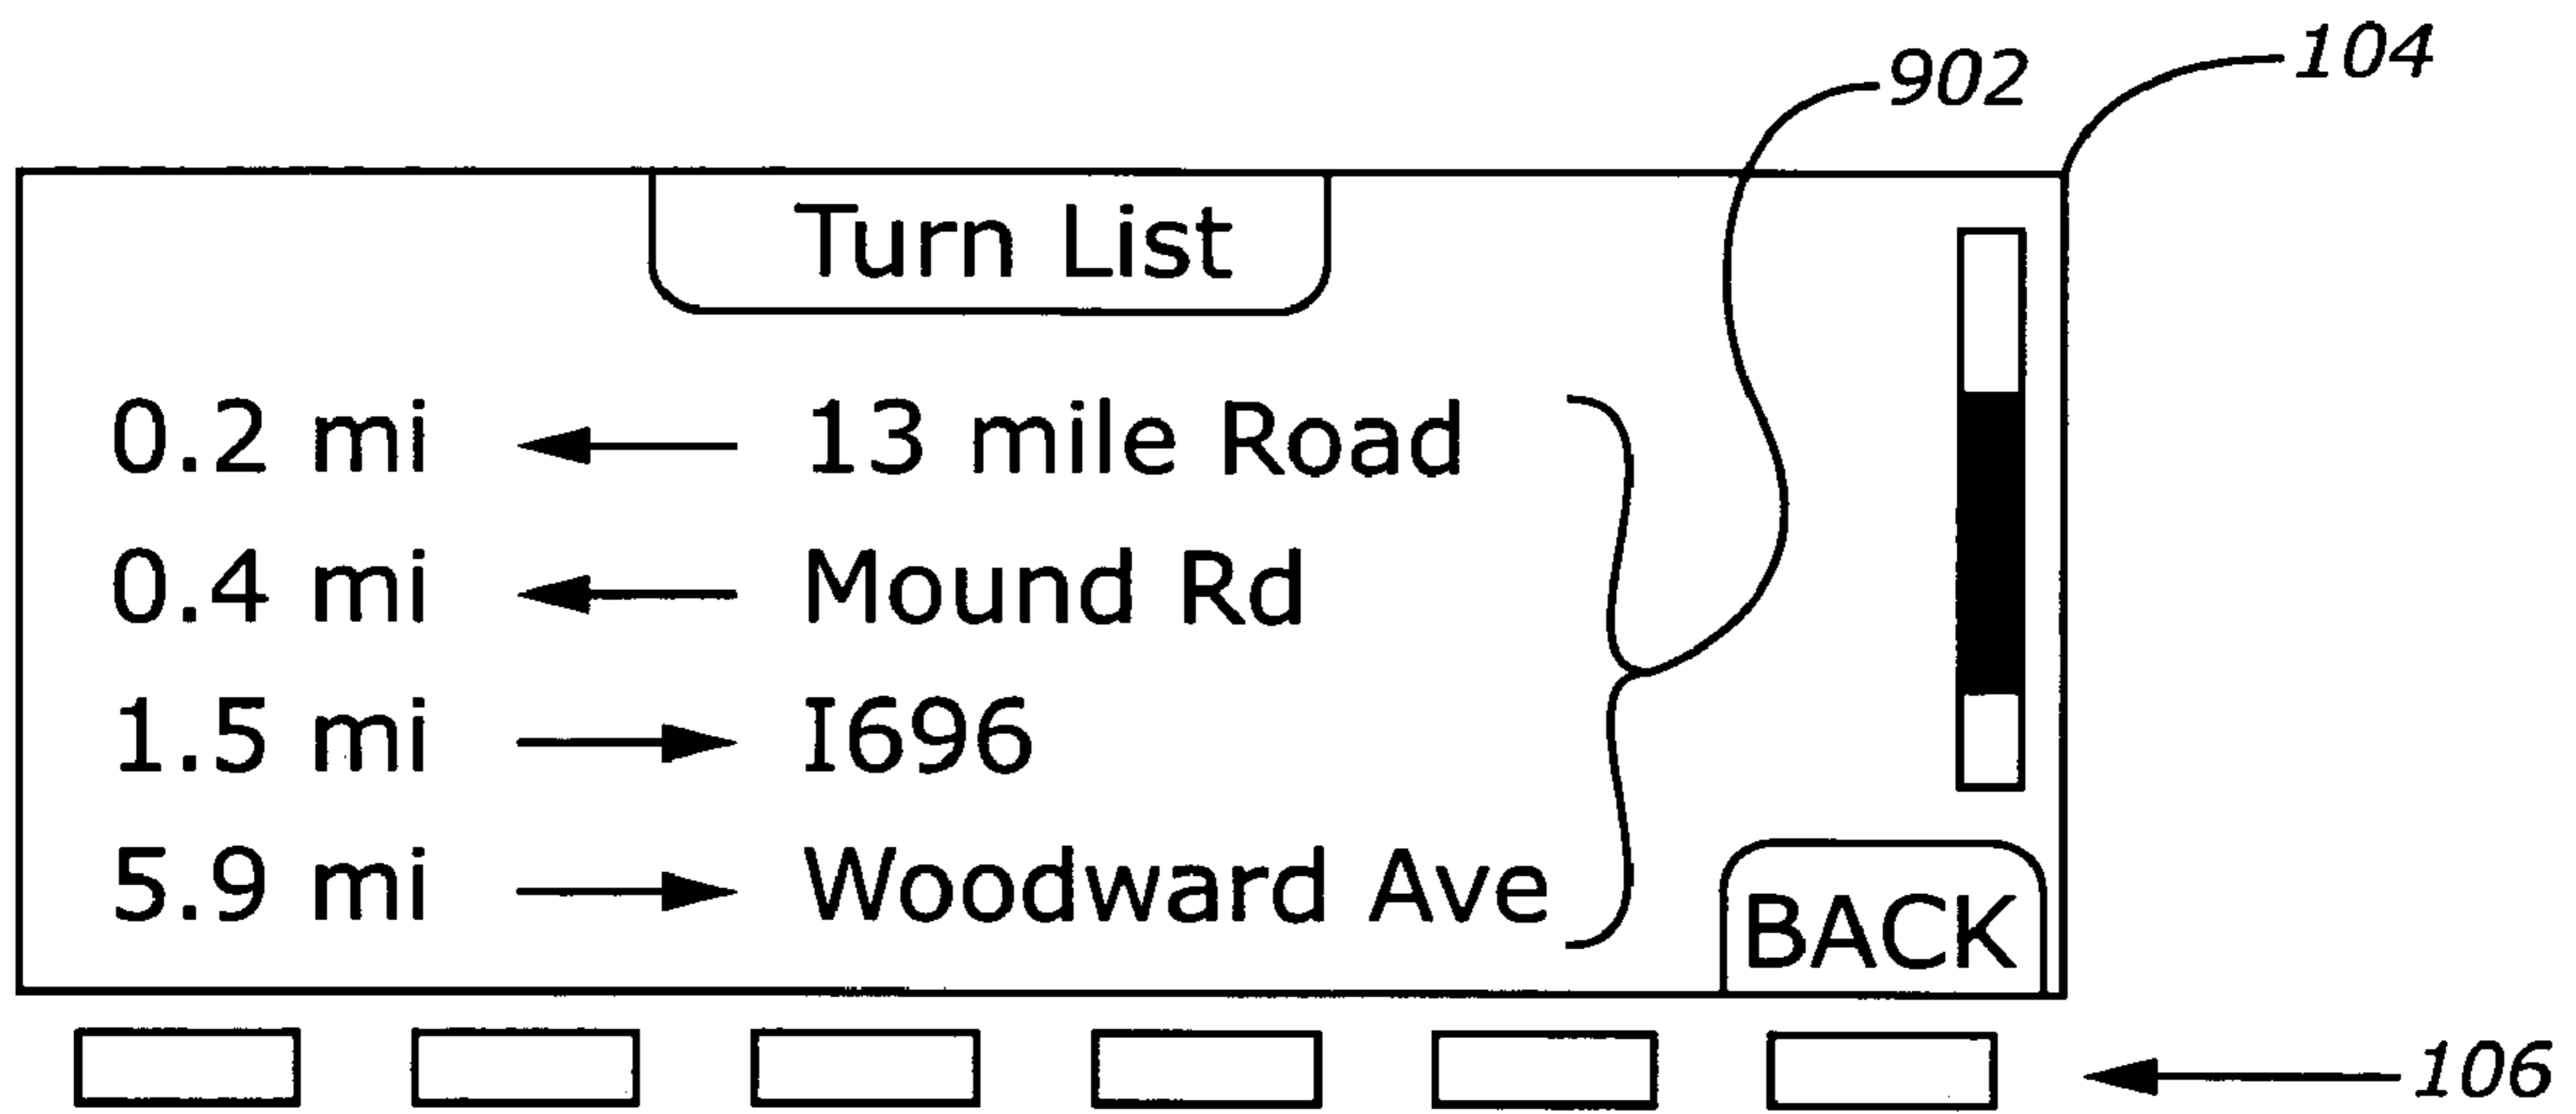 902
104
Turn List
0.2 mi ← 13 mile Road
0.4 mi ← Mound Rd
1.5 mi → I696
5.9 mi → Woodward Ave
BACK
106